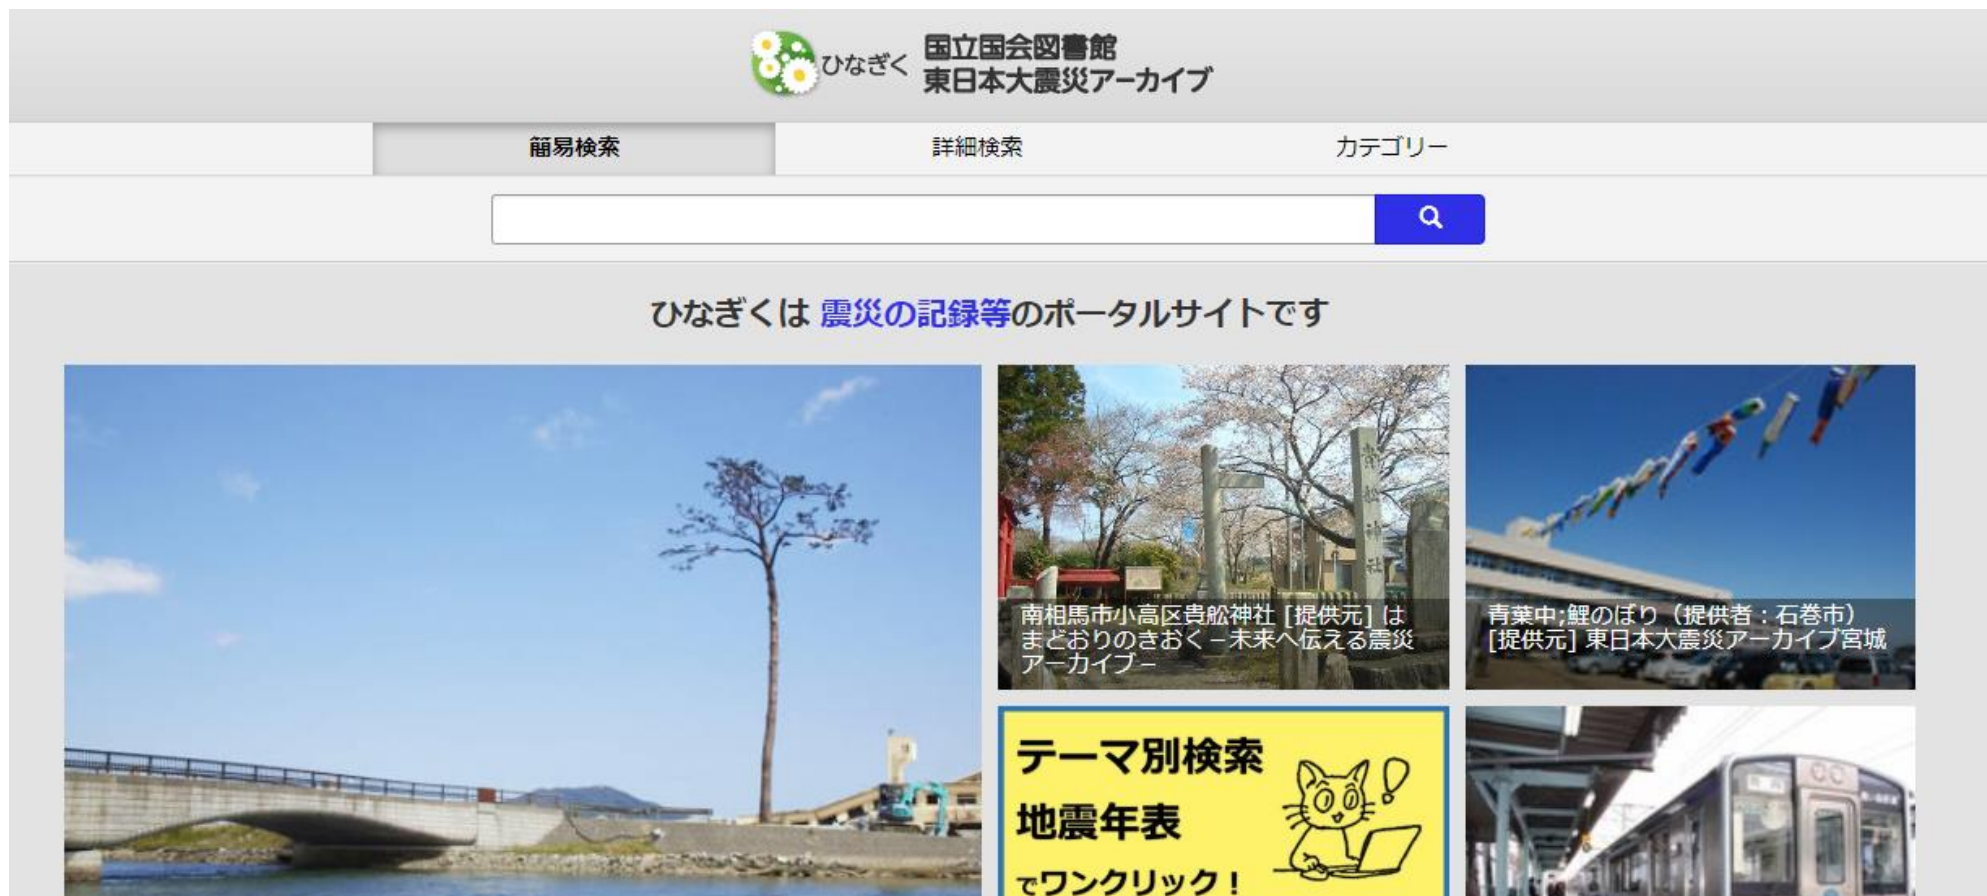 ひなぎく
国立国会図書館
東日本大震災アーカイブ
簡易検索
詳細検索
カテゴリー
ひなぎくは 震災の記録等のポータルサイトです
貴舩神社
南相馬市小高区貴舩神社 [提供元] は
まどおりのきおく－未来へ伝える震災
アーカイブ－
青葉中;鯉のぼり（提供者：石巻市）
[提供元] 東日本大震災アーカイブ宮城
テーマ別検索
地震年表
でワンクリック！